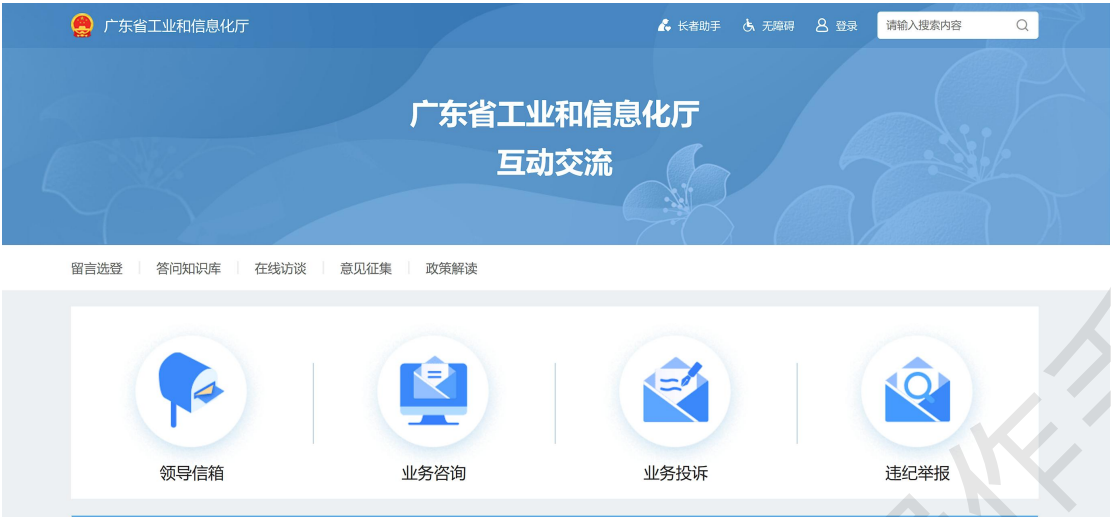 广东省工业和信息化厅
长者助手
无障碍
登录
请输入搜索内容
广东省工业和信息化厅
互动交流
留言选登
答问知识库
在线访谈
意见征集
政策解读
领导信箱
业务咨询
业务投诉
违纪举报